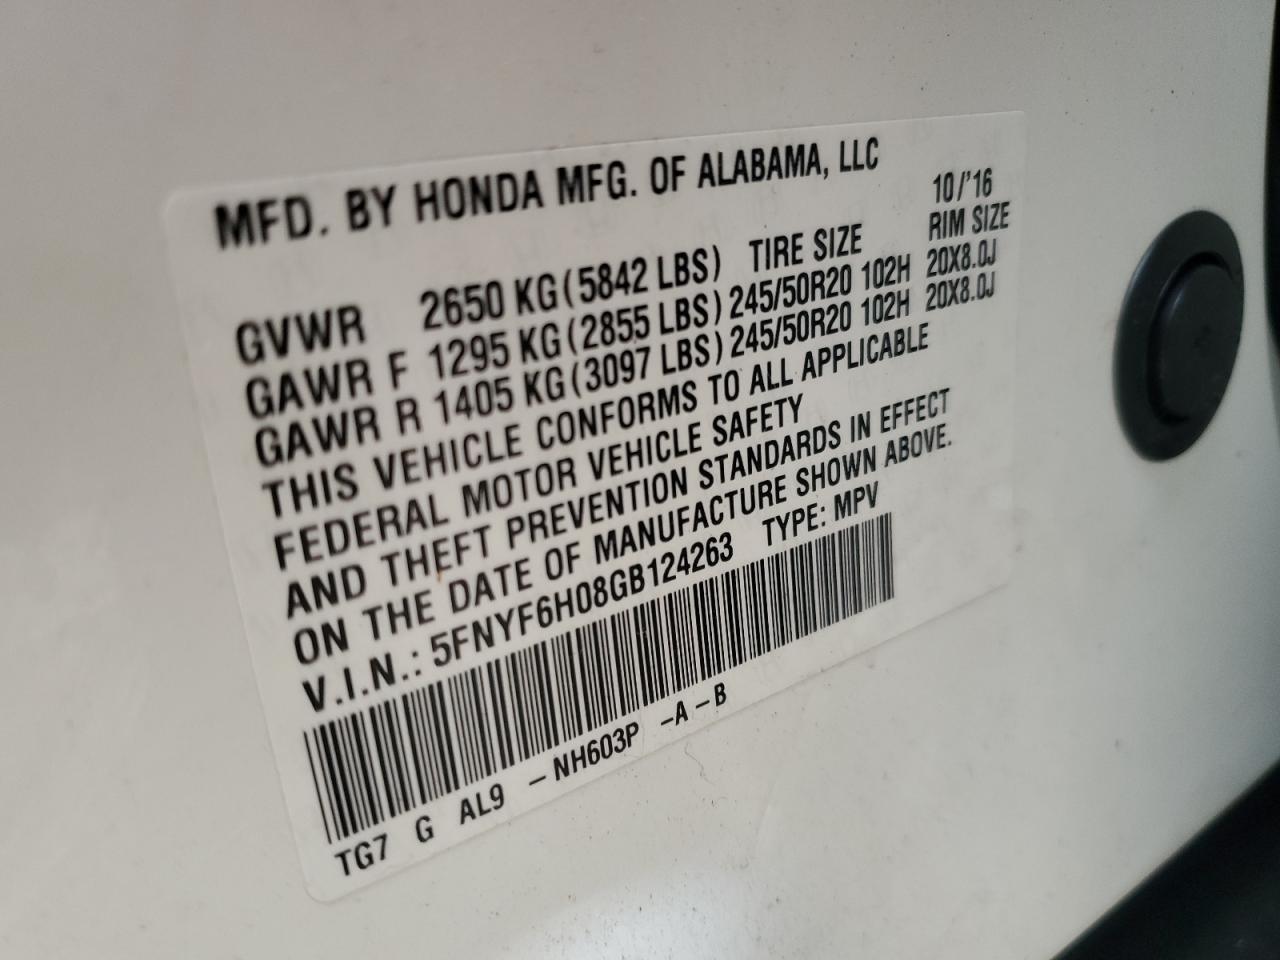 MFD. BY HONDA MFG. OF ALABAMA, LLC
10/'16
GVWR 2650 KG(5842 LBS) TIRE SIZE RIM SIZE
GAWR F 1295 KG(2855 LBS) 245/50R20 102H 20X8.0J
GAWR R 1405 KG(3097 LBS) 245/50R20 102H 20X8.0J
THIS VEHICLE CONFORMS TO ALL APPLICABLE
FEDERAL MOTOR VEHICLE SAFETY
AND THEFT PREVENTION STANDARDS IN EFFECT
ON THE DATE OF MANUFACTURE SHOWN ABOVE.
V.I.N.: 5FNYF6H08GB124263 TYPE: MPV
TG7 G AL9 -NH603P -A-B